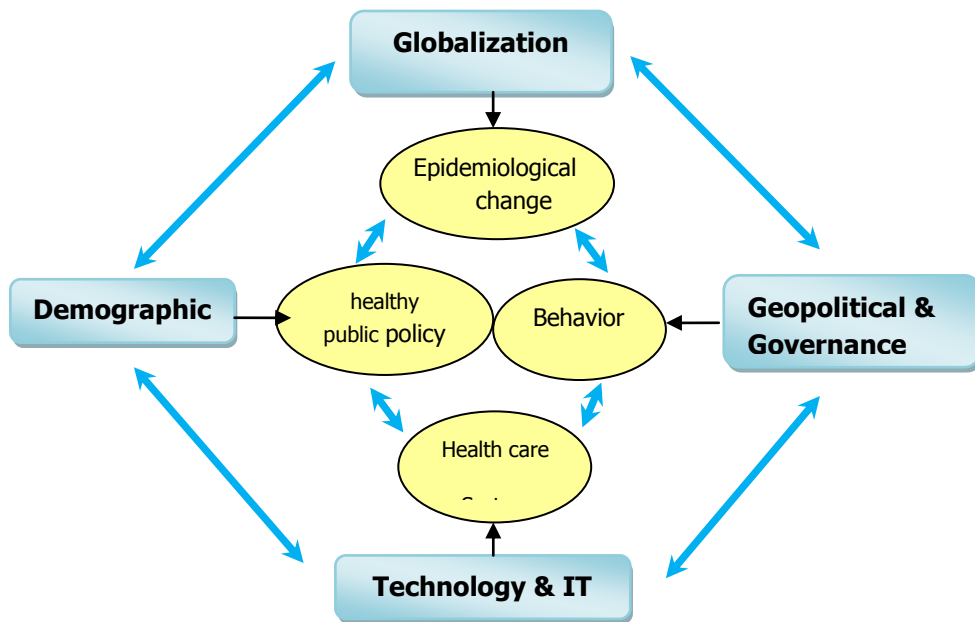 Globalization
Epidemiological
change
Demographic
healthy
public policy
Behavior
Geopolitical &
Governance
Health care
Technology & IT